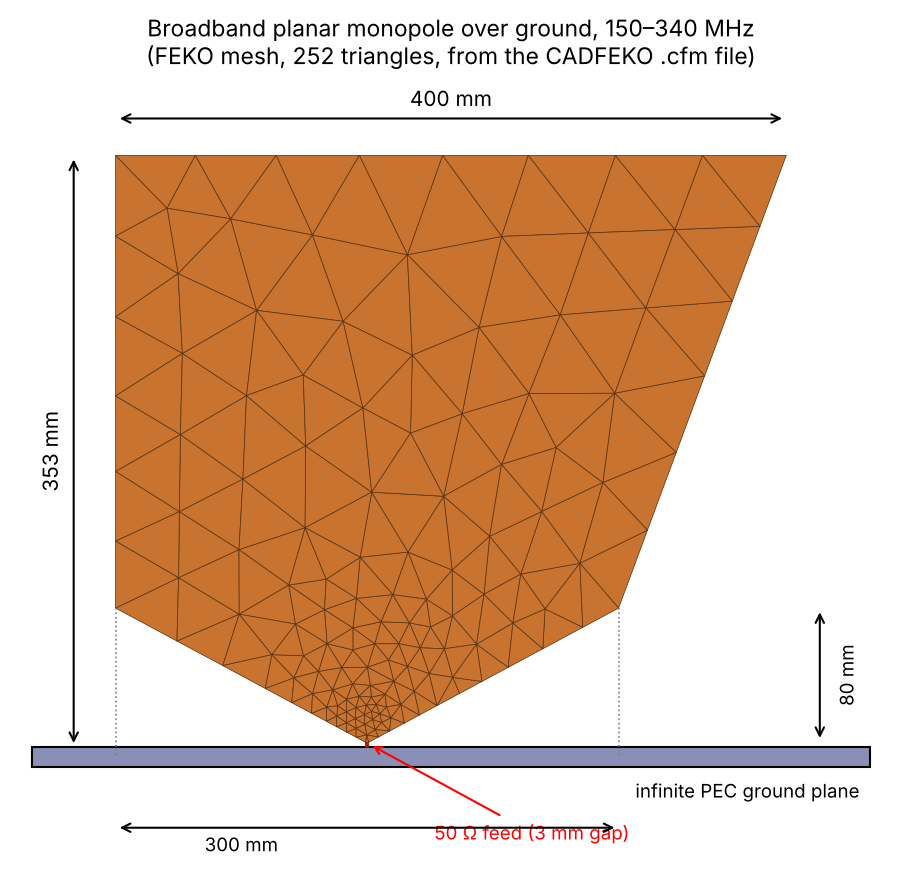 Broadband planar monopole over ground, 150–340 MHz
(FEKO mesh, 252 triangles, from the CADFEKO .cfm file)
400 mm
353 mm
80 mm
infinite PEC ground plane
50 Ω feed (3 mm gap)
300 mm